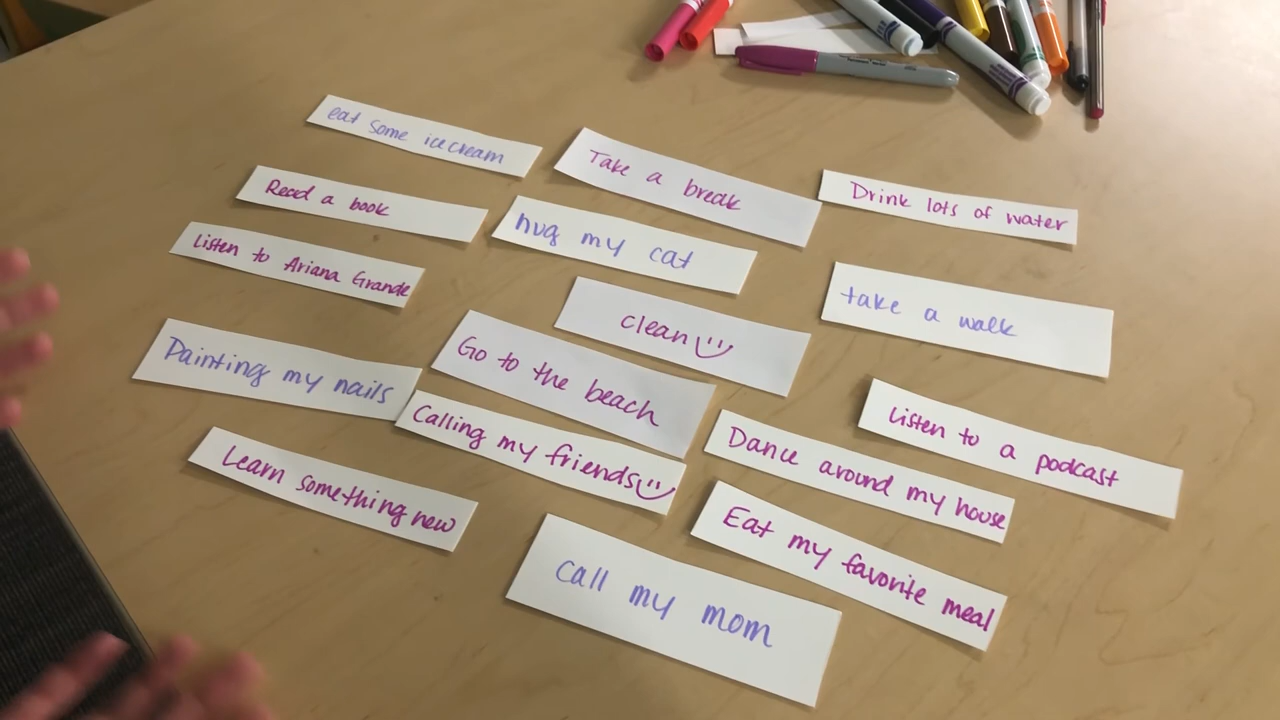 eat some ice cream
Take a break
Drink lots of water
Read a book
hug my cat
Listen to Ariana Grande
take a walk
clean
Painting my nails
Go to the beach
Listen to a podcast
Calling my friends
Dance around my house
Learn something new
Eat my favorite meal
call my mom